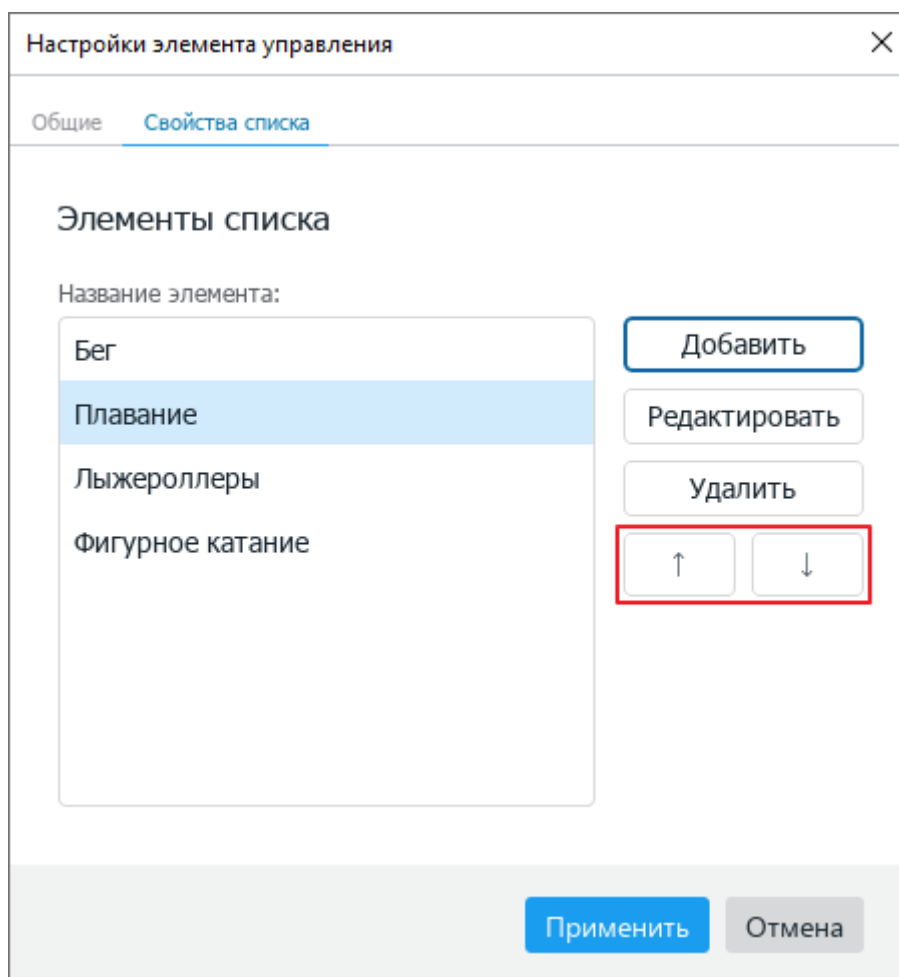 Настройки элемента управления
Общие Свойства списка
Элементы списка
Название элемента:
Бег
Плавание
Лыжероллеры
Фигурное катание
Добавить
Редактировать
Удалить
↑ ↓
Применить Отмена